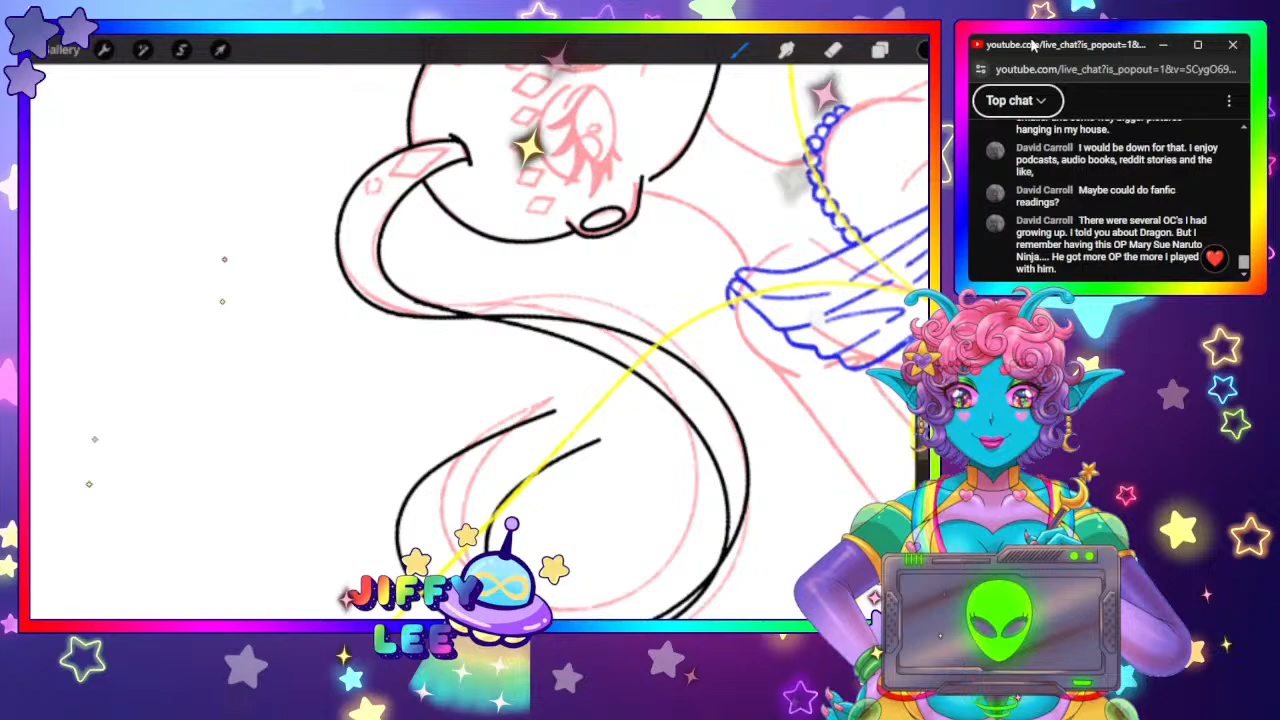 allery
youtube.com/live_chat?is_popout=1&...
youtube.com/live_chat?is_popout=1&v=SCygO69...
Top chat
hanging in my house.
David Carroll I would be down for that. I enjoy
podcasts, audio books, reddit stories and the
like,
David Carroll Maybe could do fanfic
readings?
David Carroll There were several OC's I had
growing up. I told you about Dragon. But I
remember having this OP Mary Sue Naruto
Ninja.... He got more OP the more I played
with him.
JIFFY
LEE